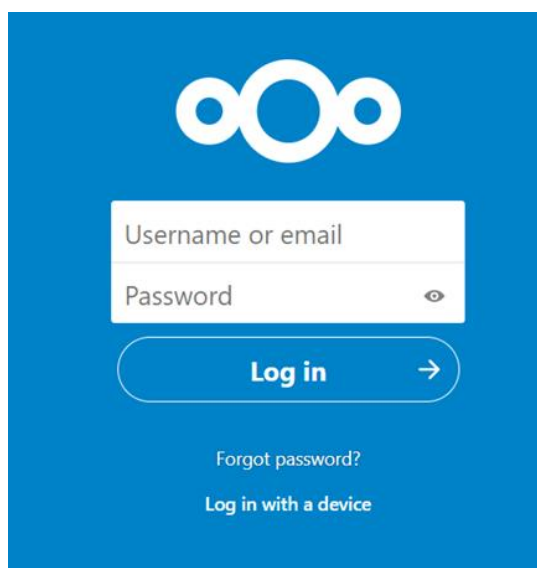 Username or email
Password
Log in
Forgot password?
Log in with a device